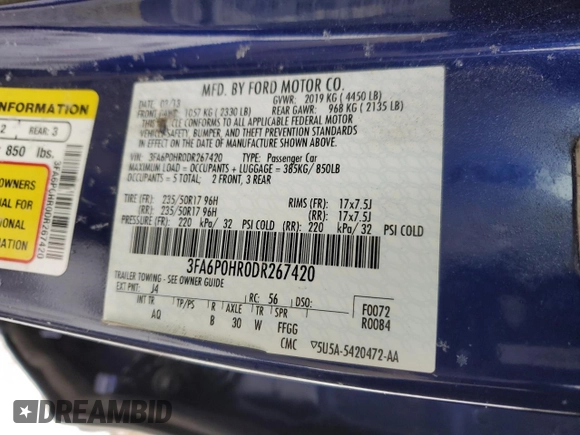 MFD. BY FORD MOTOR CO.
GVWR: 2019 KG ( 4450 LB)
FRONT GAWR: 1057 KG ( 2330 LB)
REAR GAWR: 968 KG ( 2135 LB)
THIS VEHICLE CONFORMS TO ALL APPLICABLE FEDERAL MOTOR
VEHICLE SAFETY, BUMPER, AND THEFT PREVENTION STANDARDS
IN EFFECT ON THE DATE OF MANUFACTURE SHOWN ABOVE.
VIN: 3FA6P0HR0DR267420 TYPE: Passenger Car
MAXIMUM LOAD = OCCUPANTS + LUGGAGE = 385KG/ 850LB
OCCUPANTS = 5 TOTAL: 2 FRONT, 3 REAR
TIRE (FR): 235/50R17 96H RIMS (FR): 17x7.5J
(RR): 235/50R17 96H (RR): 17x7.5J
PRESSURE (FR): 220 kPa/ 32 PSI COLD (RR): 220 kPa/ 32 PSI COLD
3FA6P0HR0DR267420
TRAILER TOWING - SEE OWNER GUIDE
EXT PNT: J4 RC: 56 DSO:
F0072
R0084
INT TR TP/PS R AXLE TR SPR
AQ B 30 W FFGG
CMC 5U5A-5420472-AA
INFORMATION
2 REAR: 3
850 lbs.
OWNERS
UAL FOR
ONAL
ATION
3FA6P0HR0DR267420
DREAMBID